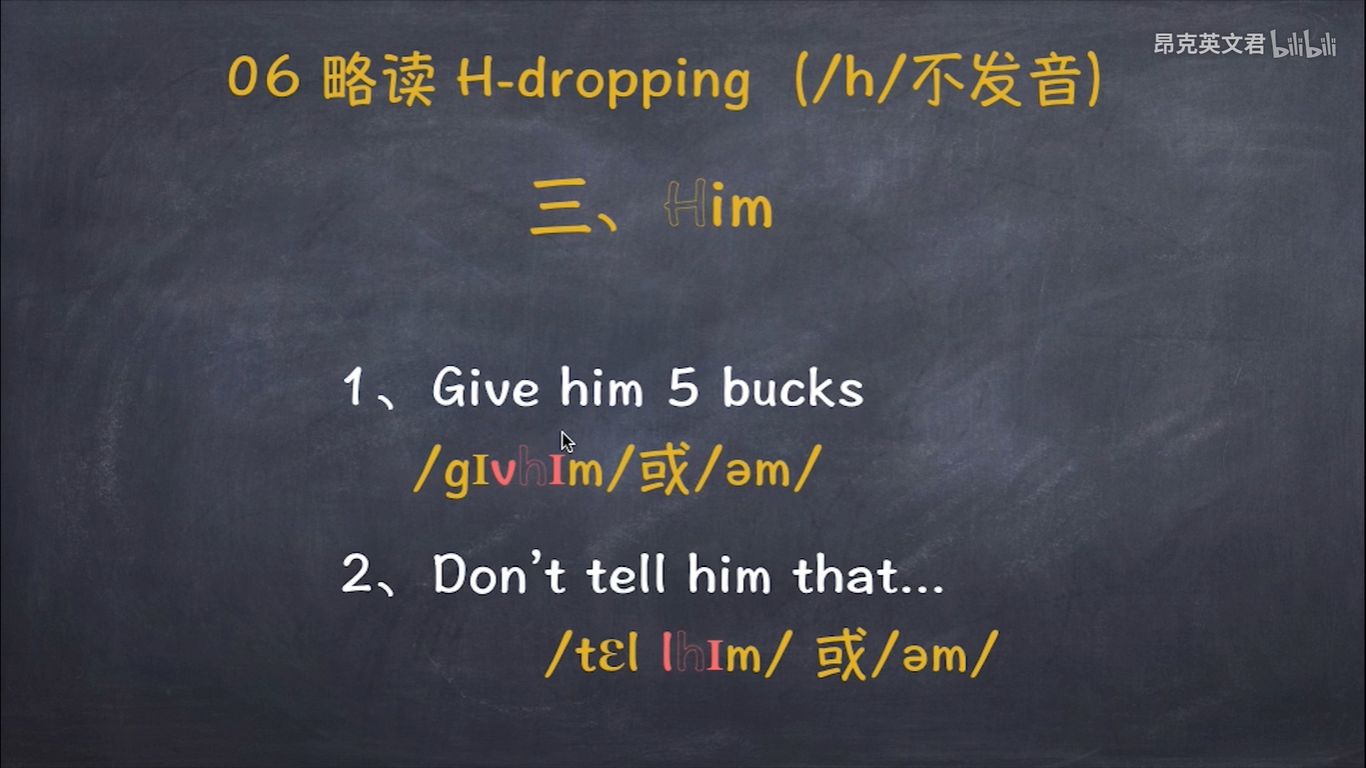 昂克英文君 bilibili
06 略读 H-dropping (/h/不发音)
三、Him
1、Give him 5 bucks
/gɪvhɪm/或/əm/
2、Don't tell him that...
/tɛl lhɪm/ 或/əm/